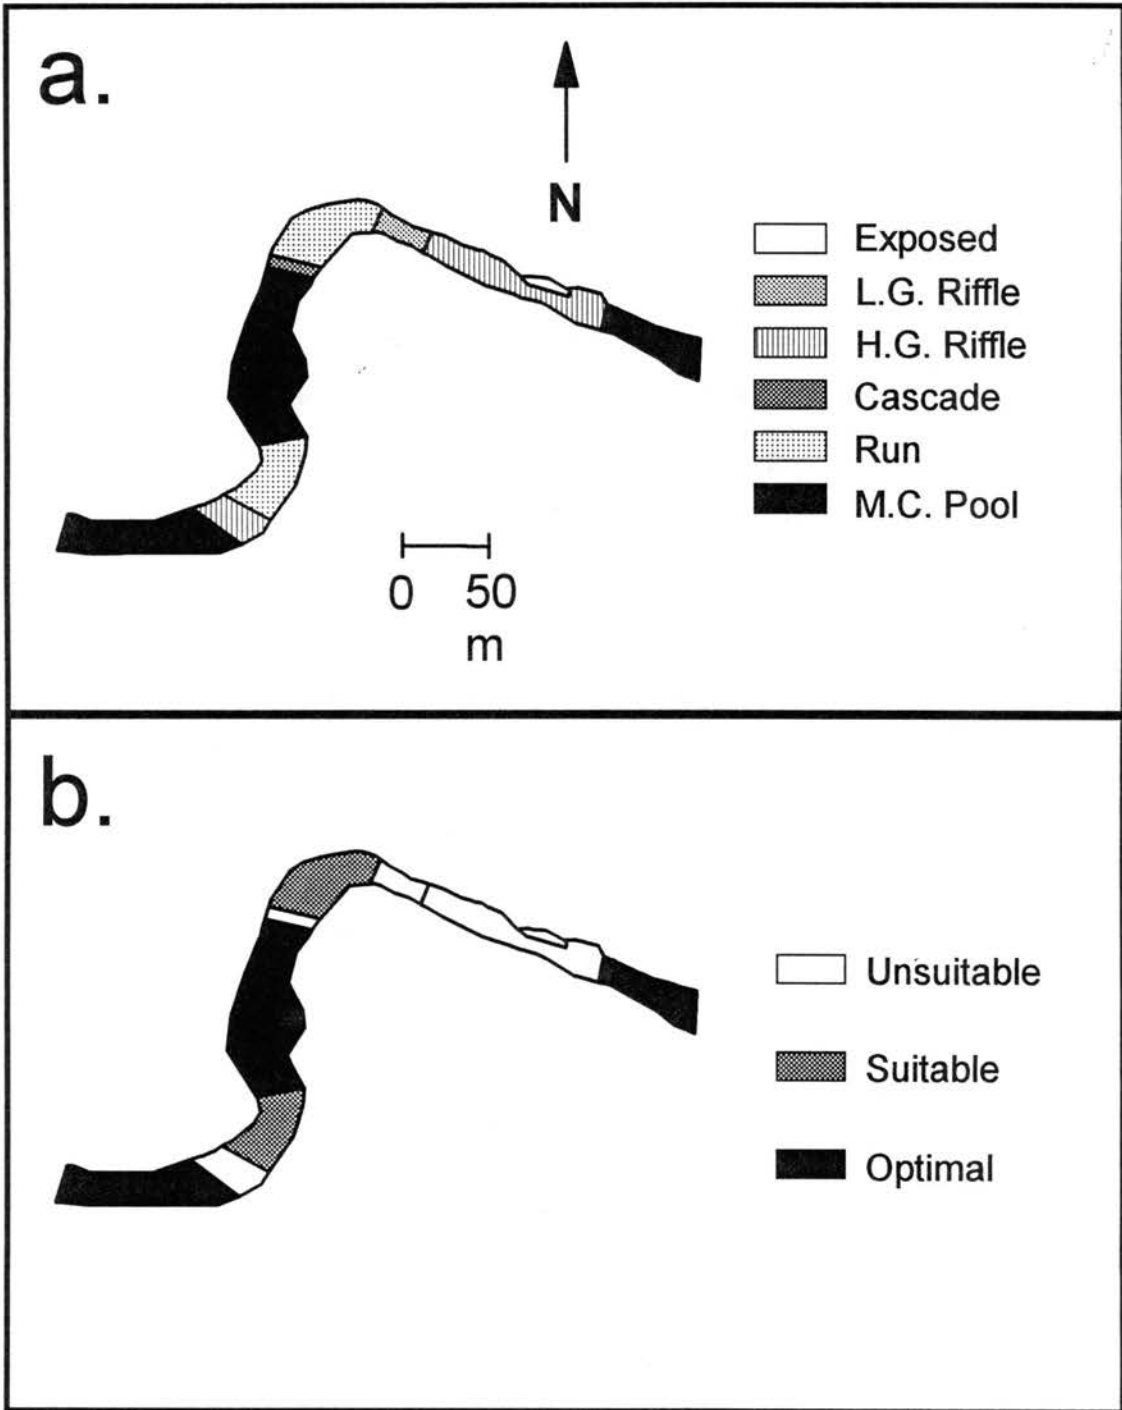 a.
N
Exposed
L.G. Riffle
H.G. Riffle
Cascade
Run
M.C. Pool
0 50
m
b.
Unsuitable
Suitable
Optimal